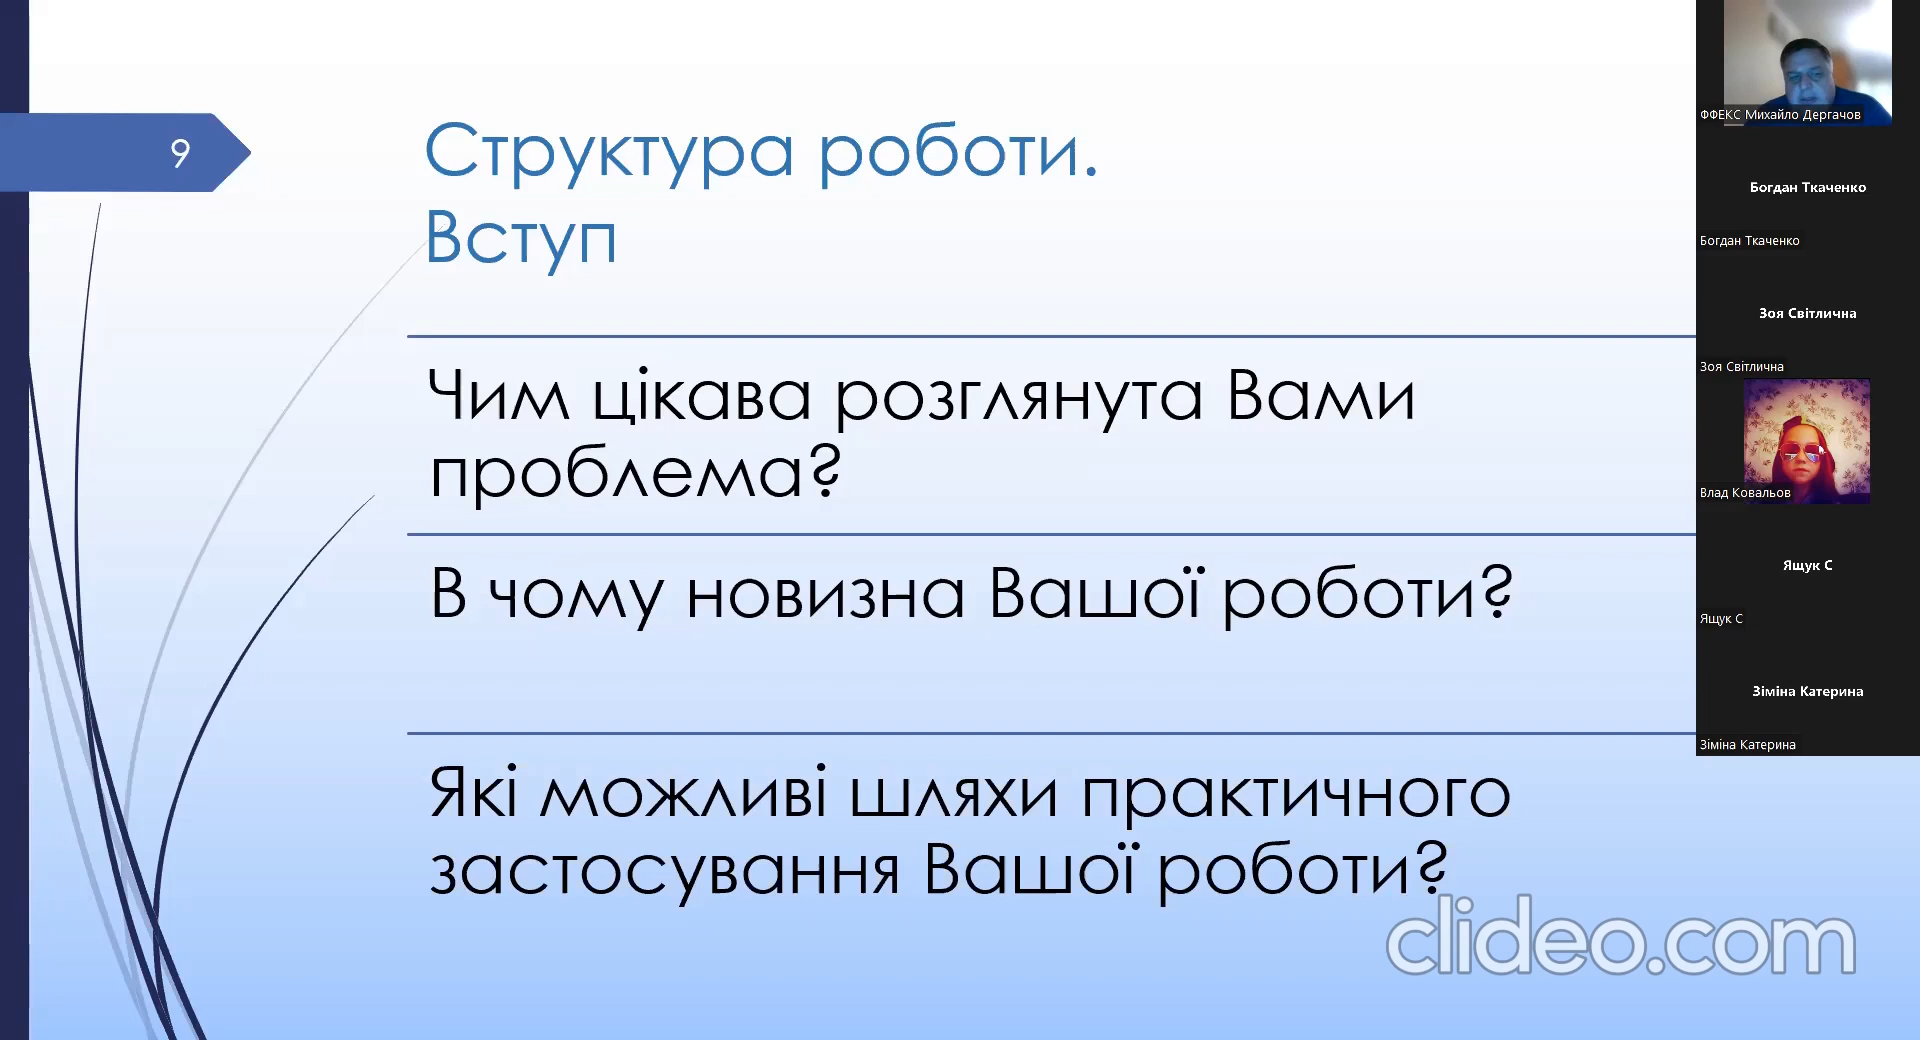 9
Структура роботи.
Вступ
Чим цікава розглянута Вами
проблема?
В чому новизна Вашої роботи?
Які можливі шляхи практичного
застосування Вашої роботи?
ФФЕКС Михайло Дергачов
Богдан Ткаченко
Богдан Ткаченко
Зоя Світлична
Зоя Світлична
Влад Ковальов
Ящук С
Ящук С
Зіміна Катерина
Зіміна Катерина
clideo.com